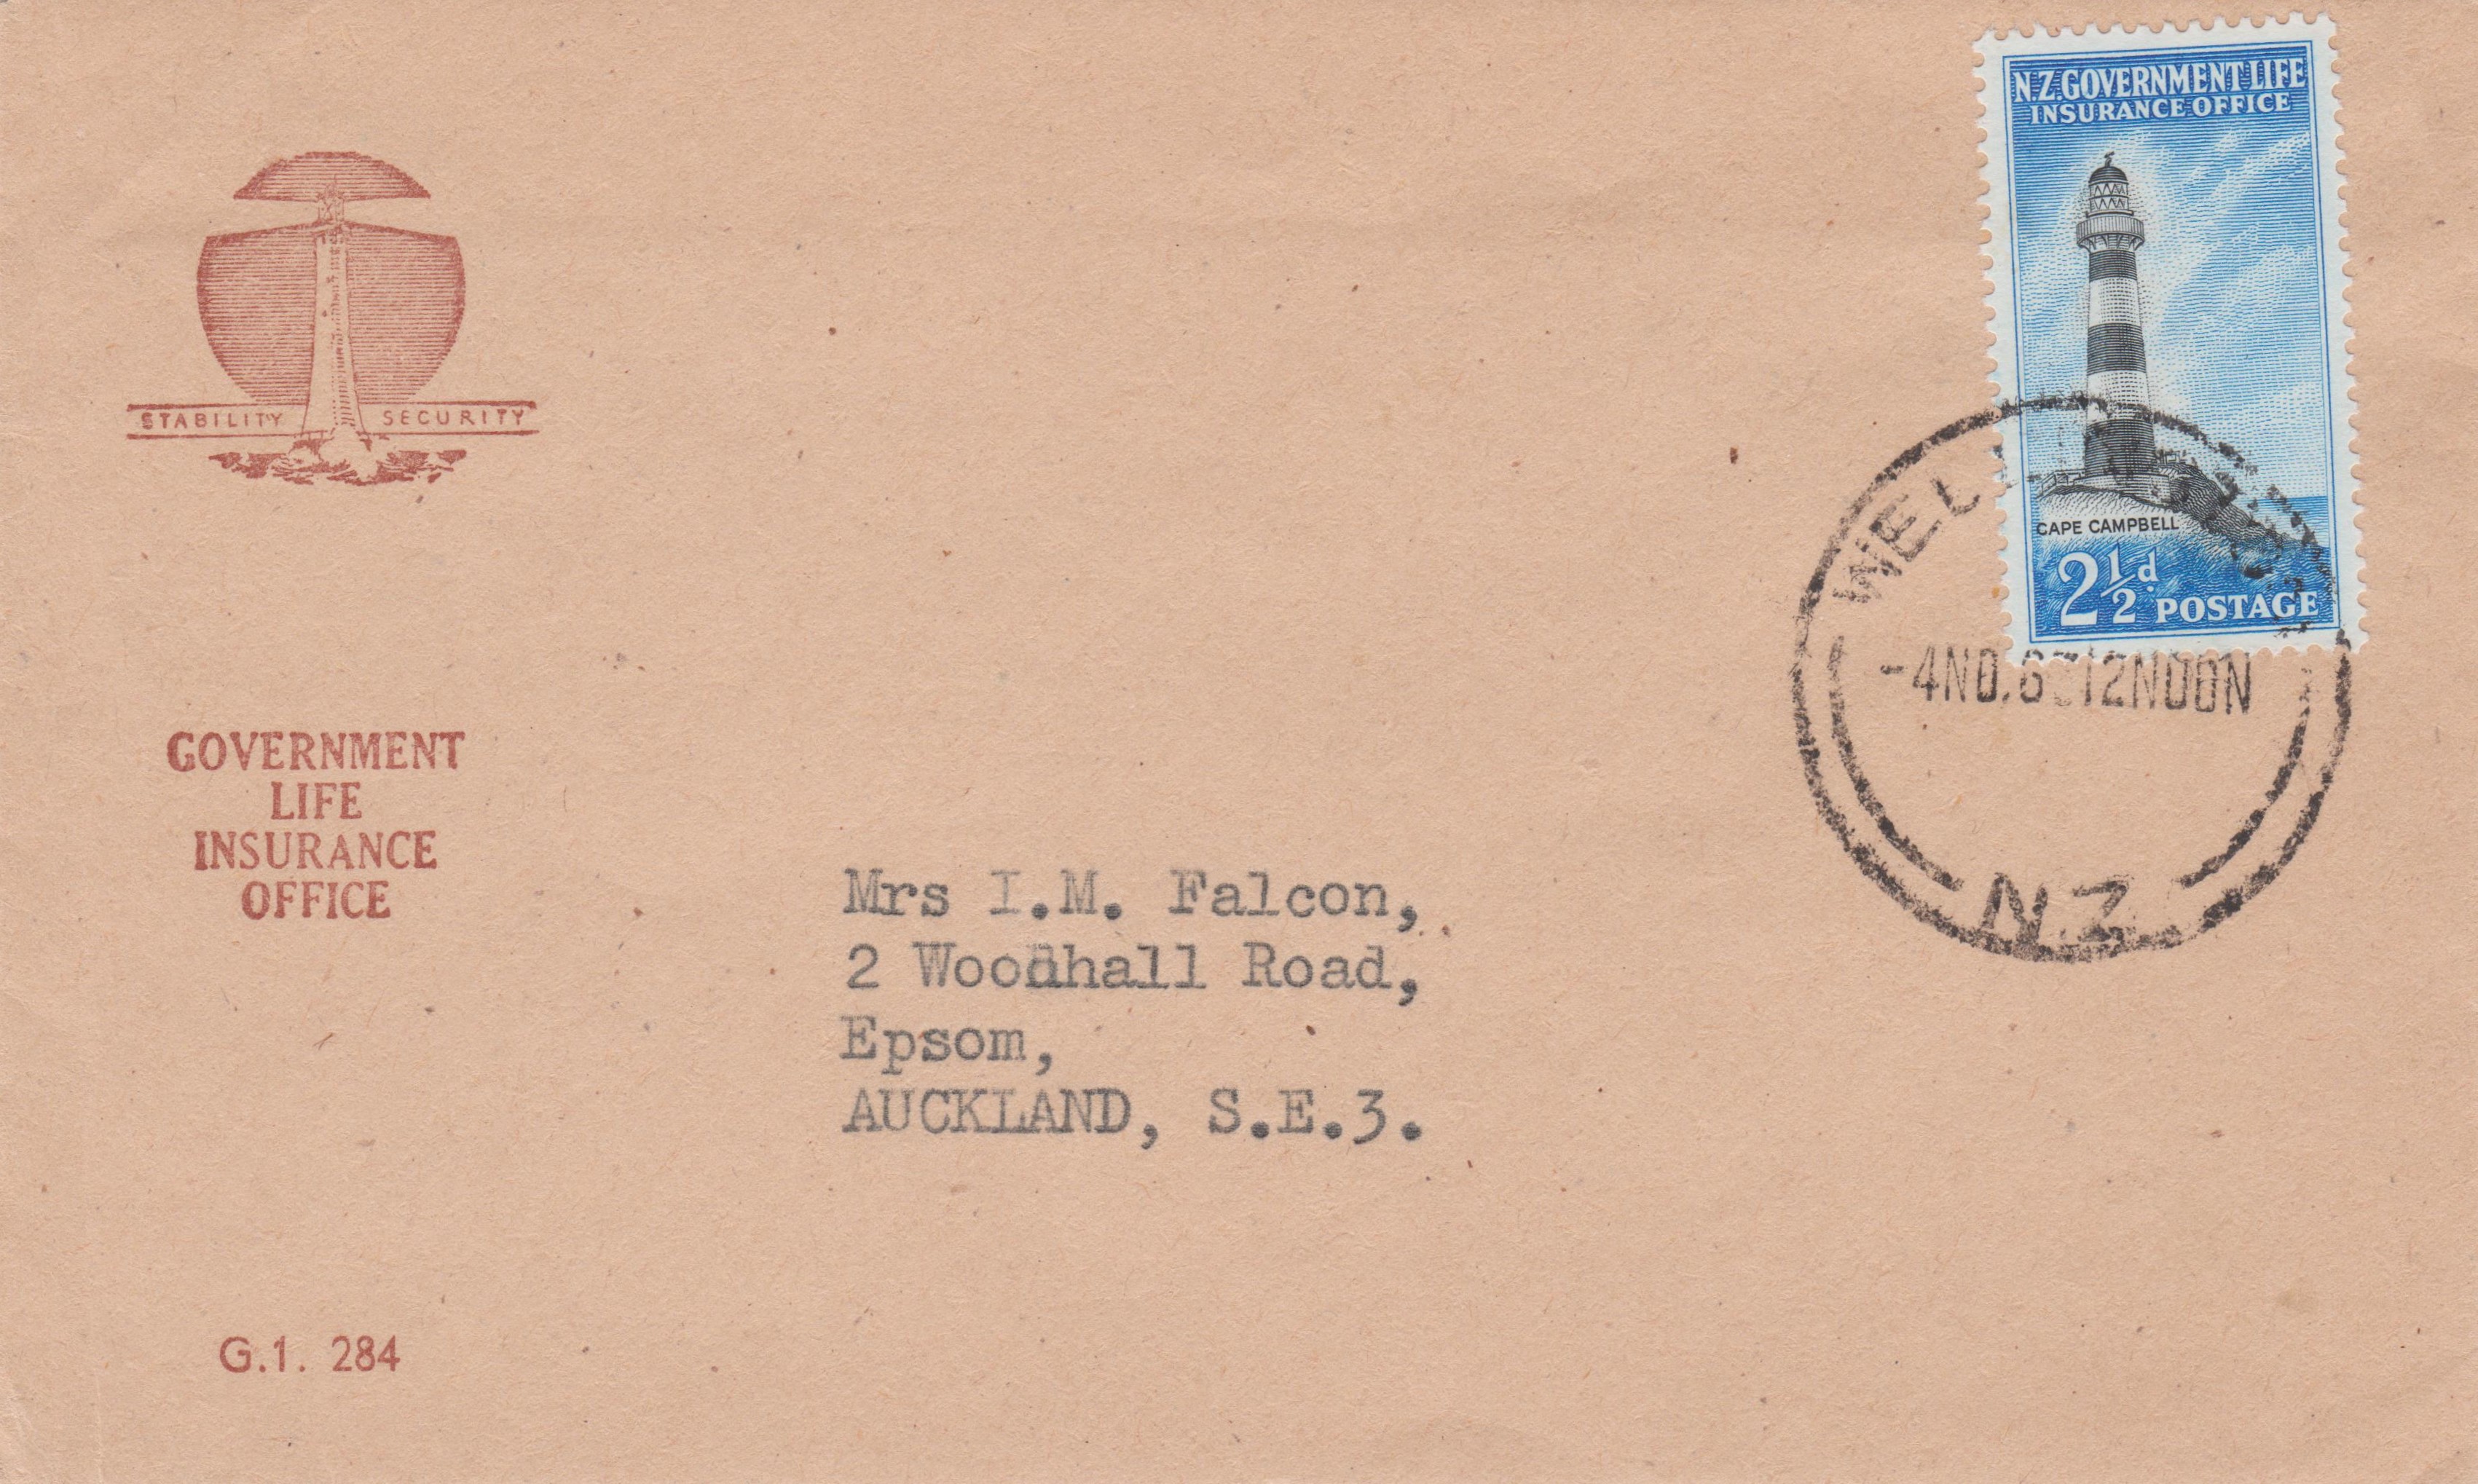 STABILITY SECURITY
GOVERNMENT
LIFE
INSURANCE
OFFICE
G.1. 284
N.Z. GOVERNMENT LIFE
INSURANCE OFFICE
CAPE CAMPBELL
2½d. POSTAGE
12NOON
N.Z.
Mrs I.M. Falcon,
2 Woodhall Road,
Epsom,
AUCKLAND, S.E.3.